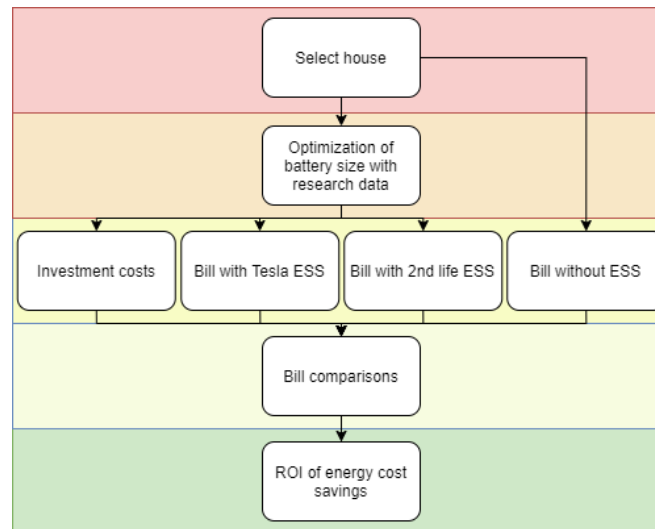 Select house
Optimization of
battery size with
research data
Investment costs
Bill with Tesla ESS
Bill with 2nd life ESS
Bill without ESS
Bill comparisons
ROI of energy cost
savings